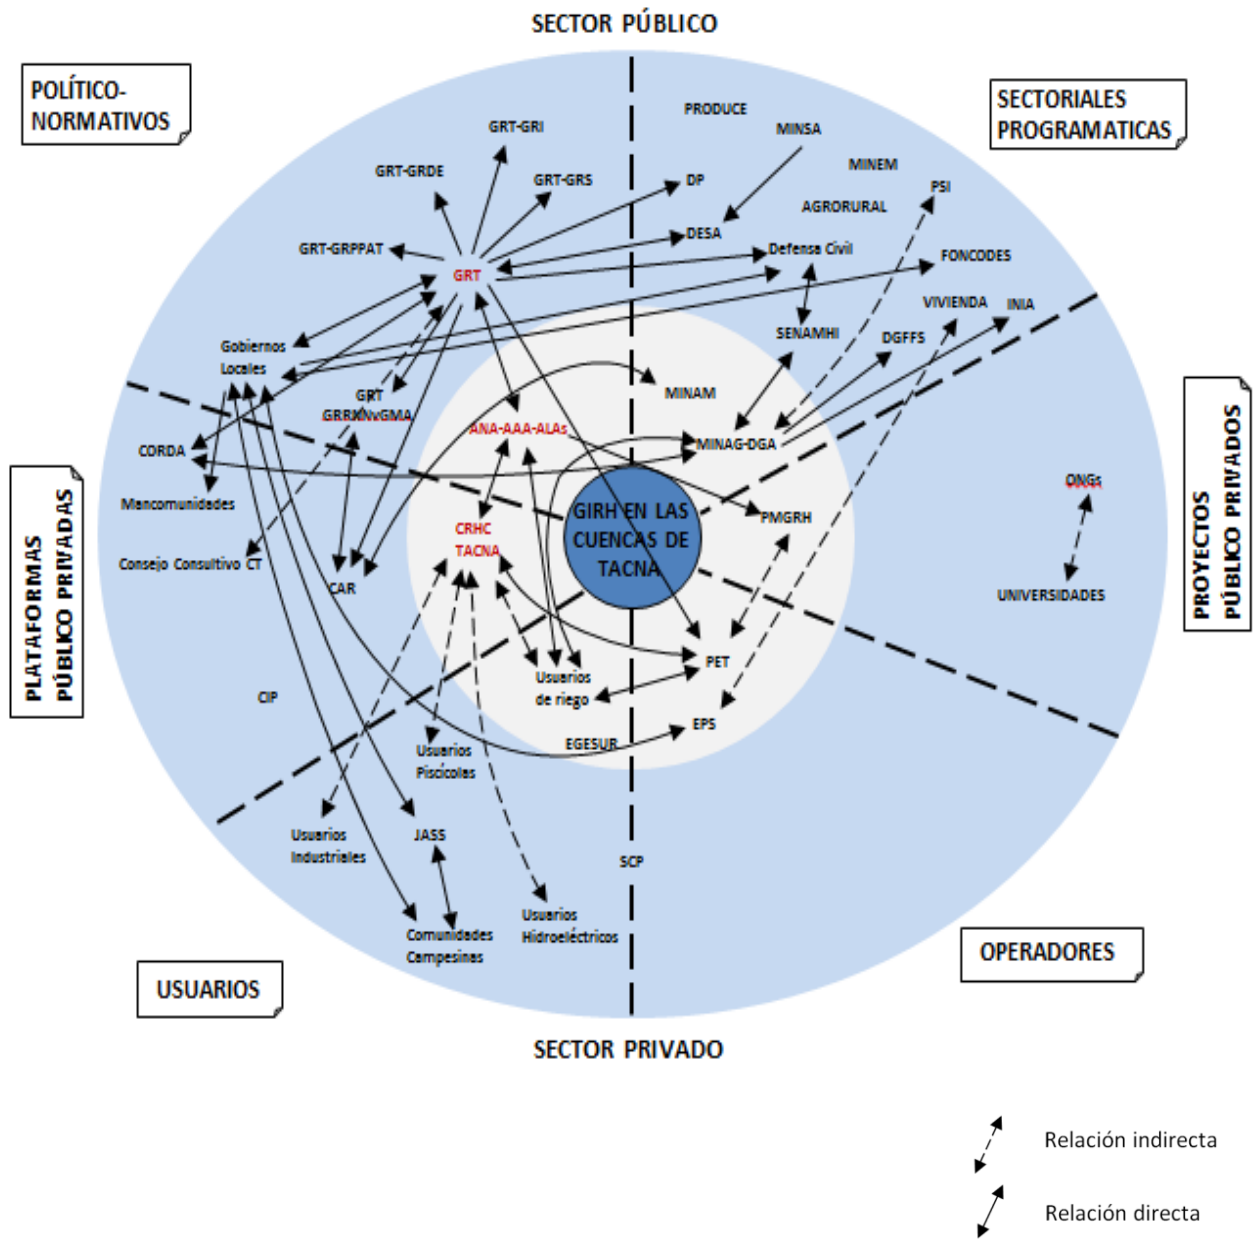 SECTOR PÚBLICO
POLÍTICO-
NORMATIVOS
SECTORIALES
PROGRAMATICAS
PRODUCE
MINSA
GRT-GRI
MINEM
GRT-GRDE
GRT-GRS
DP
PSI
AGRORURAL
DESA
GRT-GRPPAT
Defensa Civil
FONCODES
GRT
VIVIENDA
INIA
SENAMHI
DGFFS
Gobiernos
Locales
GRT
GRRNNyGMA
MINAM
ANA-AAA-ALAs
MINAG-DGA
CORDA
Mancomunidades
ONGs
PLATAFORMAS
PÚBLICO PRIVADAS
PROYECTOS
PÚBLICO PRIVADOS
GIRH EN LAS
CUENCAS DE
TACNA
PMGRH
CRHC
TACNA
Consejo Consultivo CT
CAR
UNIVERSIDADES
PET
Usuarios
de riego
CIP
EPS
EGESUR
Usuarios
Piscícolas
Usuarios
Industriales
JASS
SCP
Usuarios
Hidroeléctricos
Comunidades
Campesinas
OPERADORES
USUARIOS
SECTOR PRIVADO
Relación indirecta
Relación directa